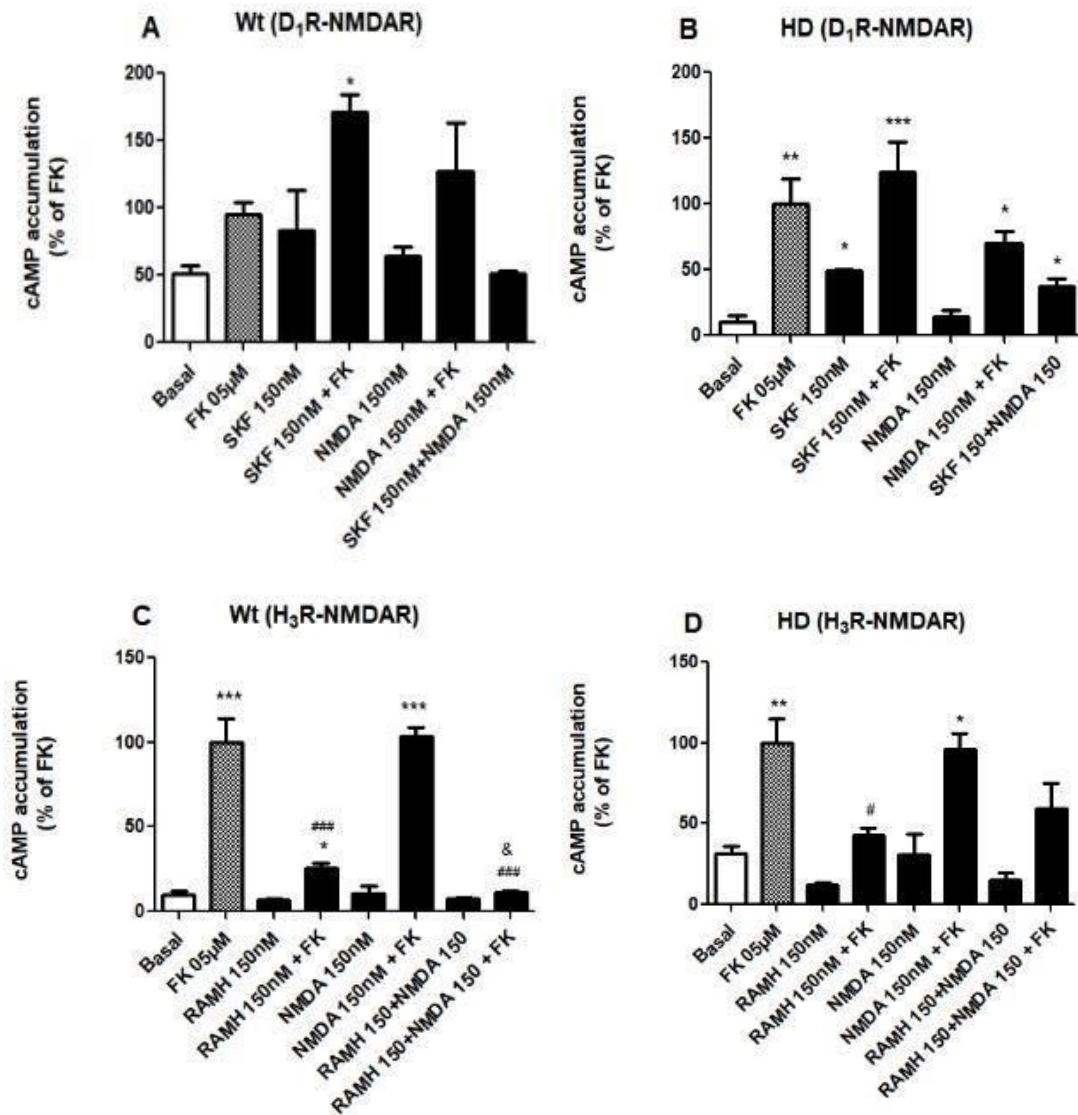 A
Wt (D₁R-NMDAR)
cAMP accumulation
(% of FK)
200
150
100
50
0
*
Basal
FK 05µM
SKF 150nM
SKF 150nM + FK
NMDA 150nM
NMDA 150nM + FK
SKF 150nM+NMDA 150nM
B
HD (D₁R-NMDAR)
cAMP accumulation
(% of FK)
200
150
100
50
0
**
*
***
*
*
Basal
FK 05µM
SKF 150nM
SKF 150nM + FK
NMDA 150nM
NMDA 150nM + FK
SKF 150+NMDA 150
C
Wt (H₃R-NMDAR)
cAMP accumulation
(% of FK)
150
100
50
0
***
###
*
***
&
###
Basal
FK 05µM
RAMH 150nM
RAMH 150nM + FK
NMDA 150nM
NMDA 150nM + FK
RAMH 150+NMDA 150
RAMH 150+NMDA 150 + FK
D
HD (H₃R-NMDAR)
cAMP accumulation
(% of FK)
150
100
50
0
**
#
*
Basal
FK 05µM
RAMH 150nM
RAMH 150nM + FK
NMDA 150nM
NMDA 150nM + FK
RAMH 150+NMDA 150
RAMH 150+NMDA 150 + FK